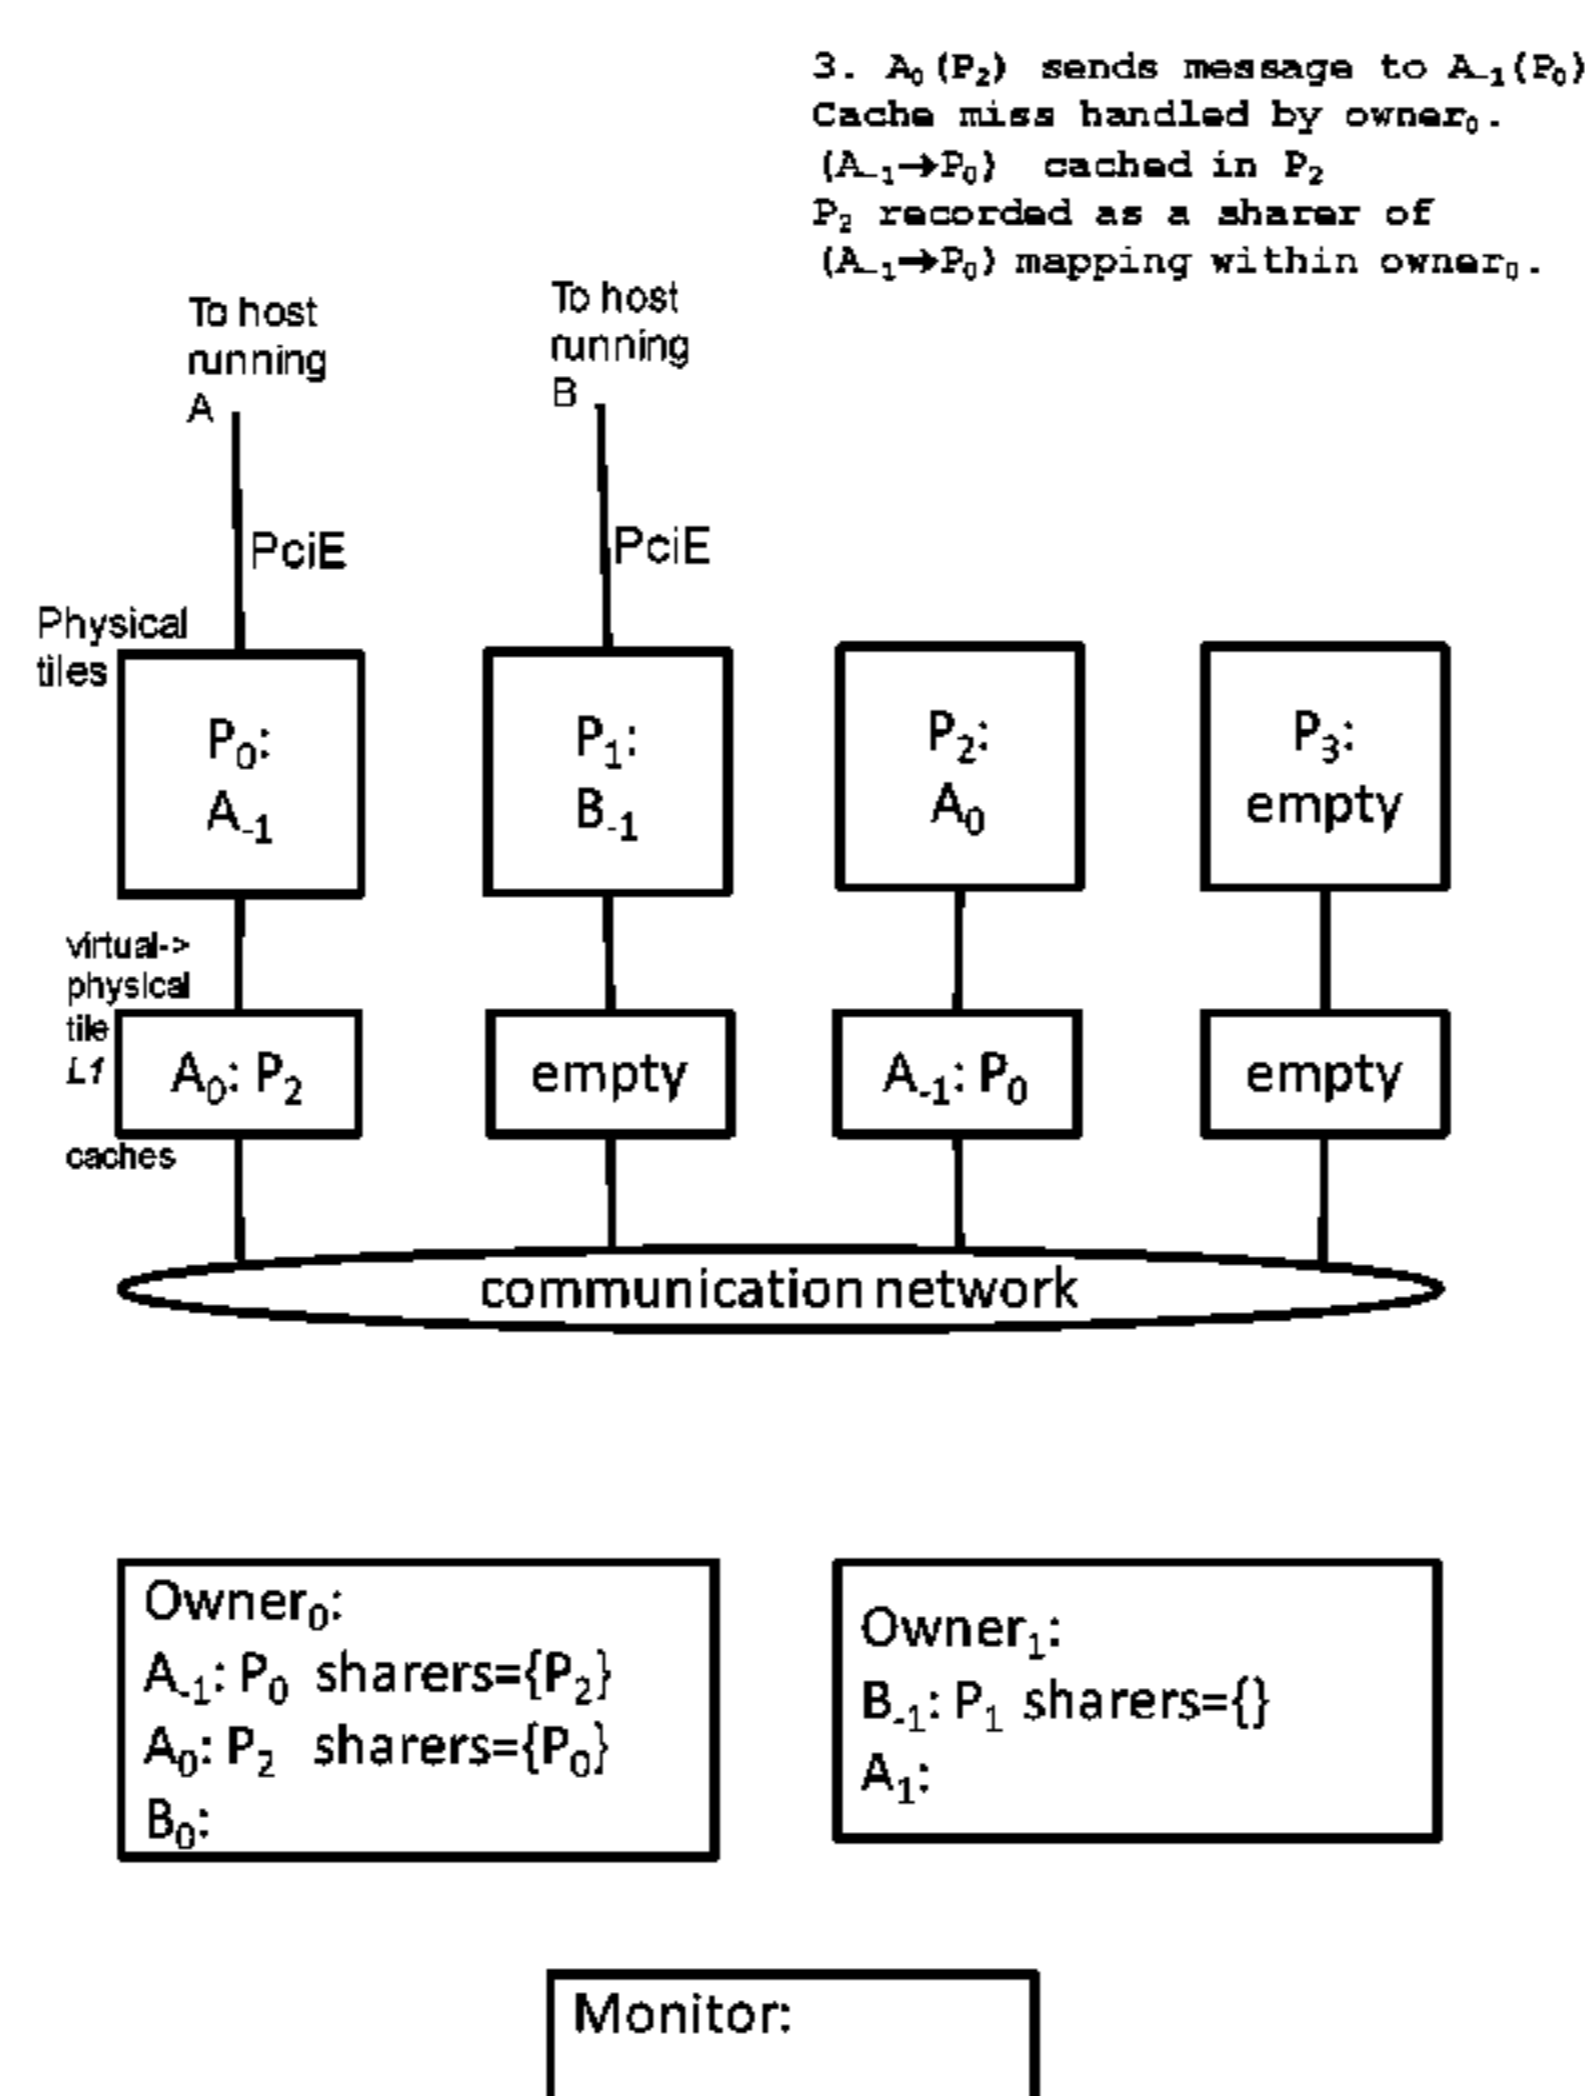 3. A₀(P₂) sends message to A₋₁(P₀)
Cache miss handled by owner₀.
(A₋₁→P₀) cached in P₂
P₂ recorded as a sharer of
(A₋₁→P₀) mapping within owner₀.
To host
running
A
To host
running
B
PciE
PciE
Physical
tiles
P₀:
A₋₁
P₁:
B₋₁
P₂:
A₀
P₃:
empty
virtual->
physical
tile
L1
caches
A₀: P₂
empty
A₋₁: P₀
empty
communication network
Owner₀:
A₋₁: P₀ sharers={P₂}
A₀: P₂ sharers={P₀}
B₀:
Owner₁:
B₋₁: P₁ sharers={}
A₁:
Monitor: